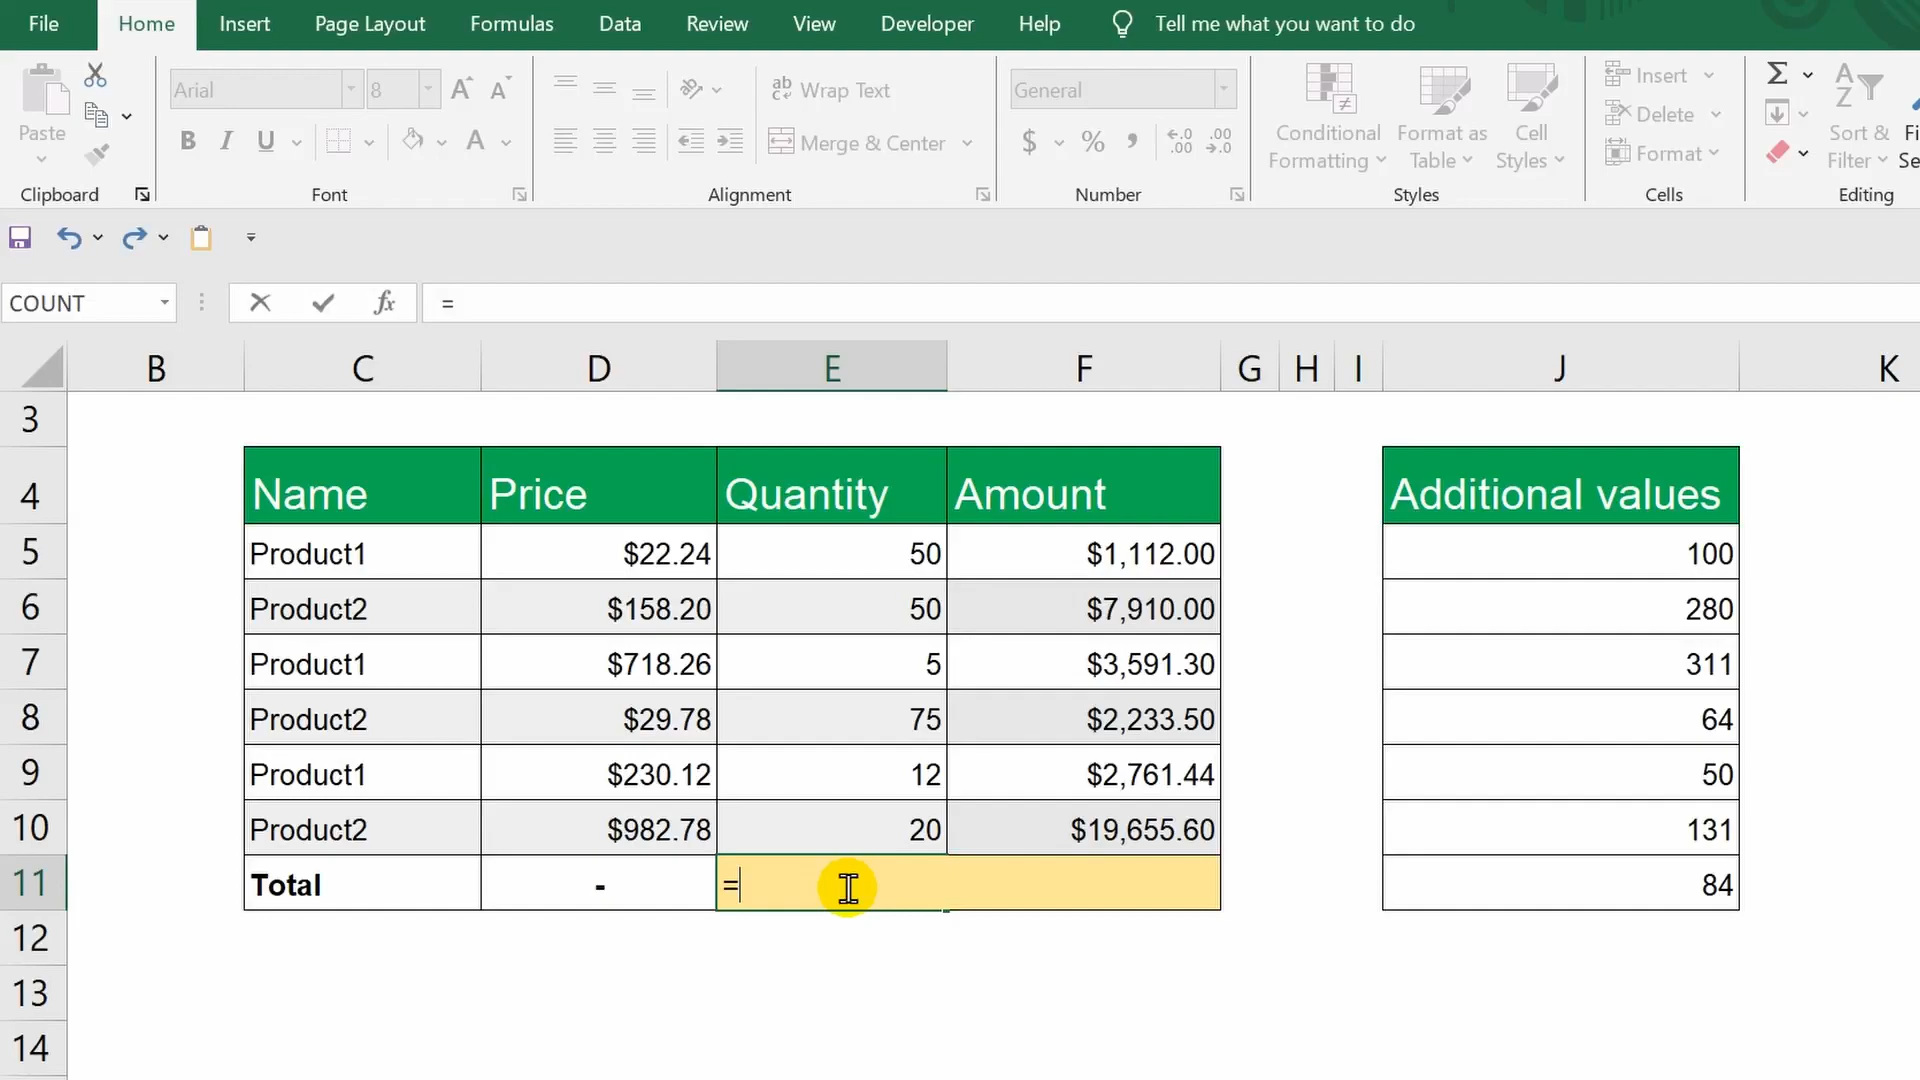 File Home Insert Page Layout Formulas Data Review View Developer Help Tell me what you want to do
Arial 8 Wrap Text General Insert
Paste Conditional Format as Cell Delete Sort &
B I U Merge & Center $ % Formatting Table Styles Format Filter
Clipboard Font Alignment Number Styles Cells Editing
COUNT fx =
B C D E F G H I J K
3
4 Name Price Quantity Amount Additional values
5 Product1 $22.24 50 $1,112.00 100
6 Product2 $158.20 50 $7,910.00 280
7 Product1 $718.26 5 $3,591.30 311
8 Product2 $29.78 75 $2,233.50 64
9 Product1 $230.12 12 $2,761.44 50
10 Product2 $982.78 20 $19,655.60 131
11 Total - = 84
12
13
14